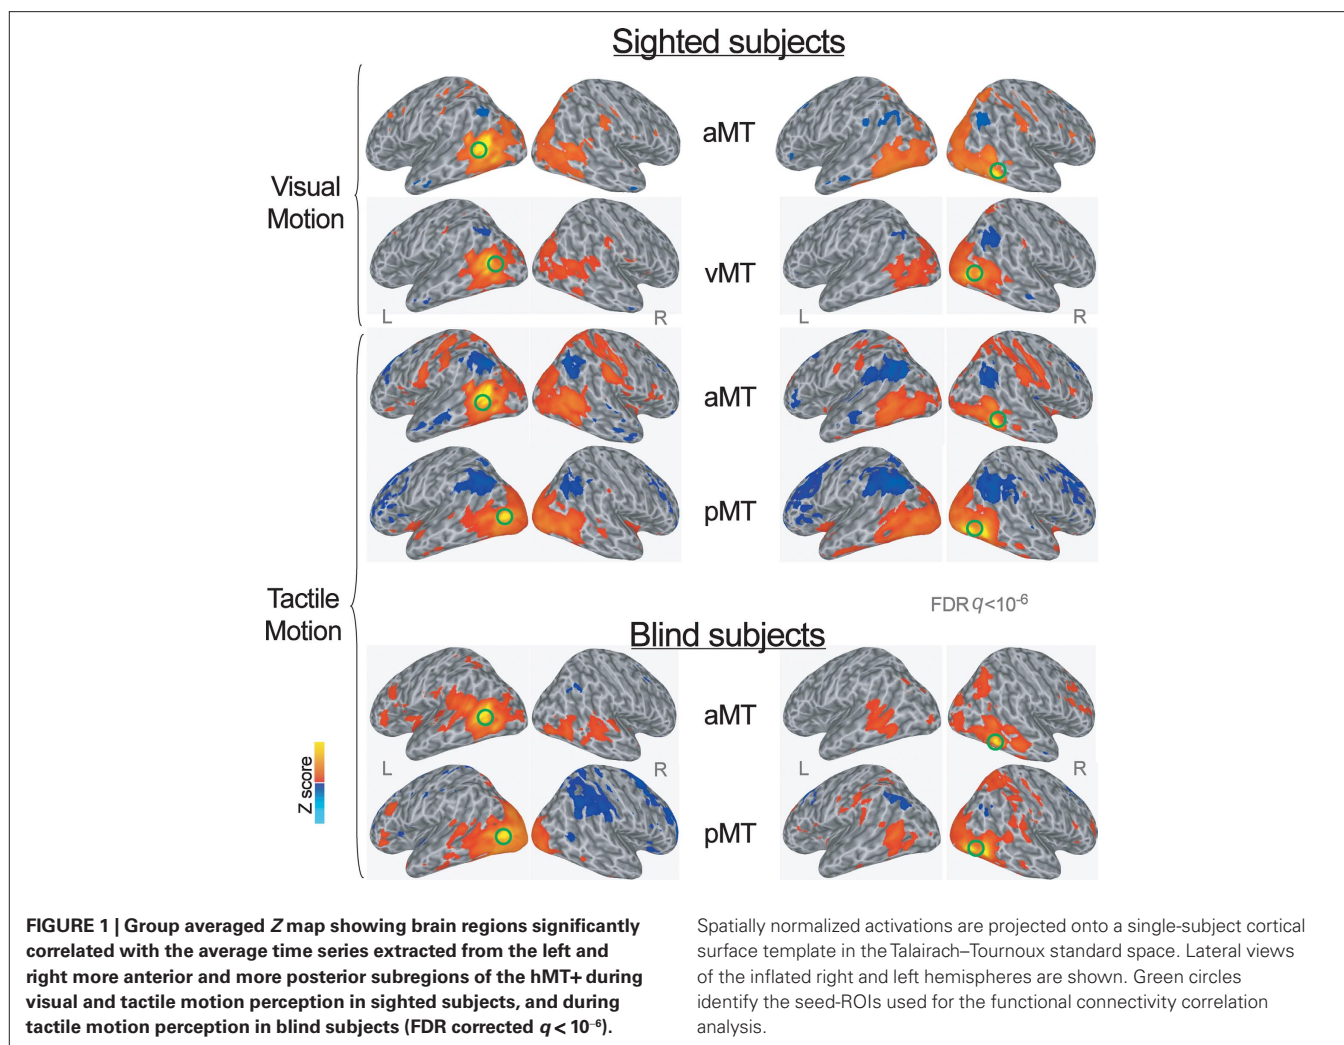 Sighted subjects
Visual
Motion
aMT
vMT
L
R
L
R
Tactile
Motion
aMT
pMT
FDR q<10⁻⁶
Blind subjects
aMT
L
R
L
R
pMT
Z score
FIGURE 1 | Group averaged Z map showing brain regions significantly
correlated with the average time series extracted from the left and
right more anterior and more posterior subregions of the hMT+ during
visual and tactile motion perception in sighted subjects, and during
tactile motion perception in blind subjects (FDR corrected q < 10⁻⁶).
Spatially normalized activations are projected onto a single-subject cortical
surface template in the Talairach–Tournoux standard space. Lateral views
of the inflated right and left hemispheres are shown. Green circles
identify the seed-ROIs used for the functional connectivity correlation
analysis.